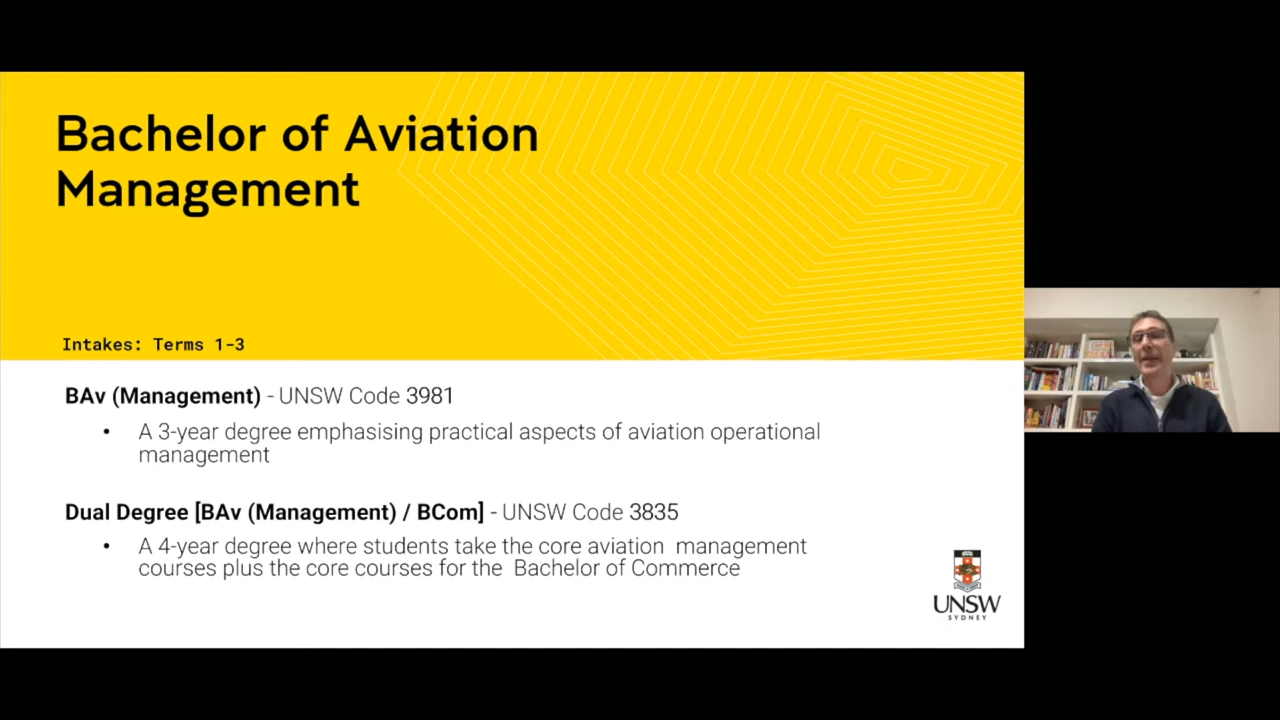 Bachelor of Aviation
Management
Intakes: Terms 1-3
BAv (Management) - UNSW Code 3981
• A 3-year degree emphasising practical aspects of aviation operational
management
Dual Degree [BAv (Management) / BCom] - UNSW Code 3835
• A 4-year degree where students take the core aviation management
courses plus the core courses for the Bachelor of Commerce
UNSW
SYDNEY